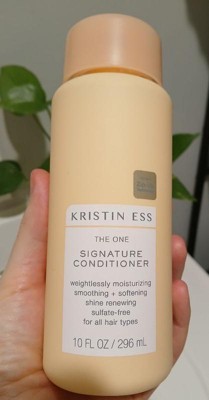 KRISTIN ESS
THE ONE
SIGNATURE
CONDITIONER
weightlessly moisturizing
smoothing + softening
shine renewing
sulfate-free
for all hair types
10 FL OZ / 296 mL